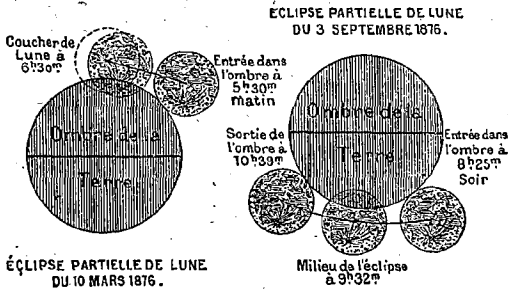 Coucher de
Lune à
6ʰ30ᵐ
Entrée dans
l'ombre à
5ʰ30ᵐ
matin
Ombre de la
Terre
ÉCLIPSE PARTIELLE DE LUNE
DU 10 MARS 1876.
ÉCLIPSE PARTIELLE DE LUNE
DU 3 SEPTEMBRE 1876.
Ombre de la
Terre
Sortie de
l'ombre à
10ʰ39ᵐ
Entrée dans
l'ombre à
8ʰ25ᵐ
Soir
Milieu de l'éclipse
à 9ʰ32ᵐ